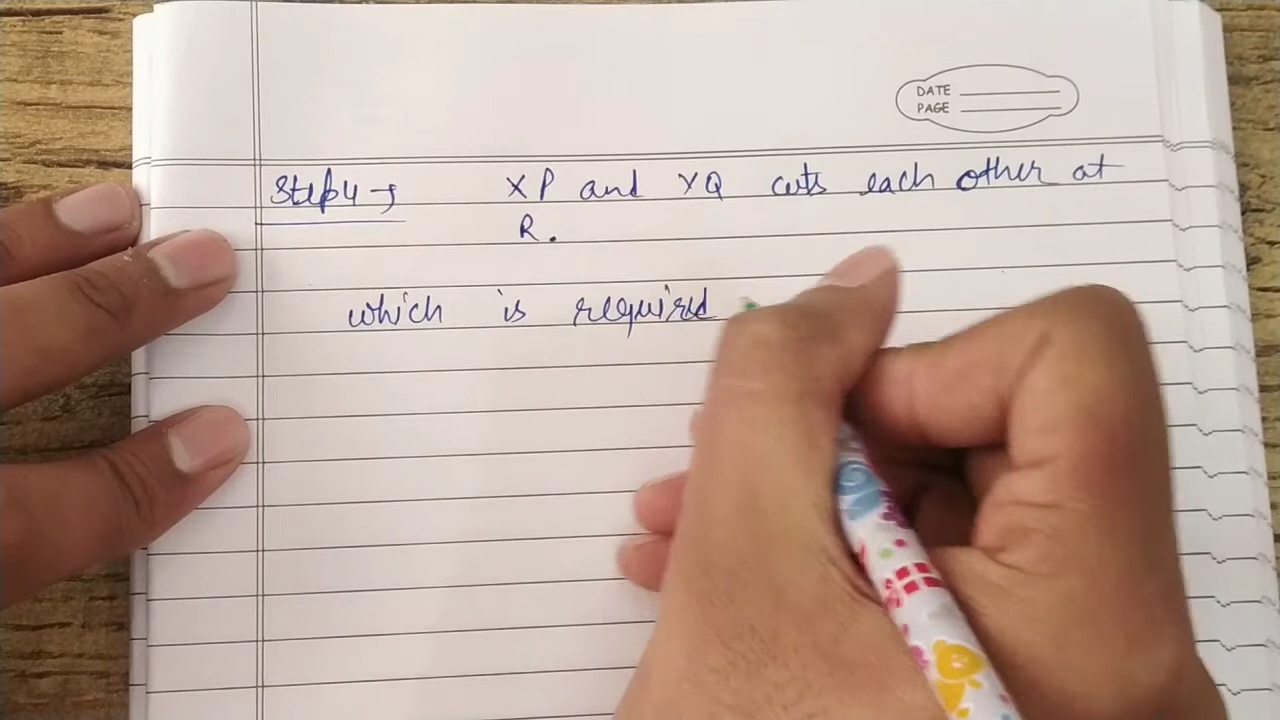 DATE
PAGE
Step4 → XP and YQ cuts each other at
R.
which is required